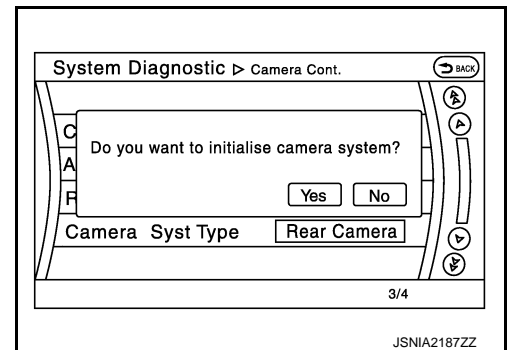 System Diagnostic ▷ Camera Cont.
BACK
C
Do you want to initialise camera system?
A
R
Yes No
Camera Syst Type Rear Camera
3/4
JSNIA2187ZZ